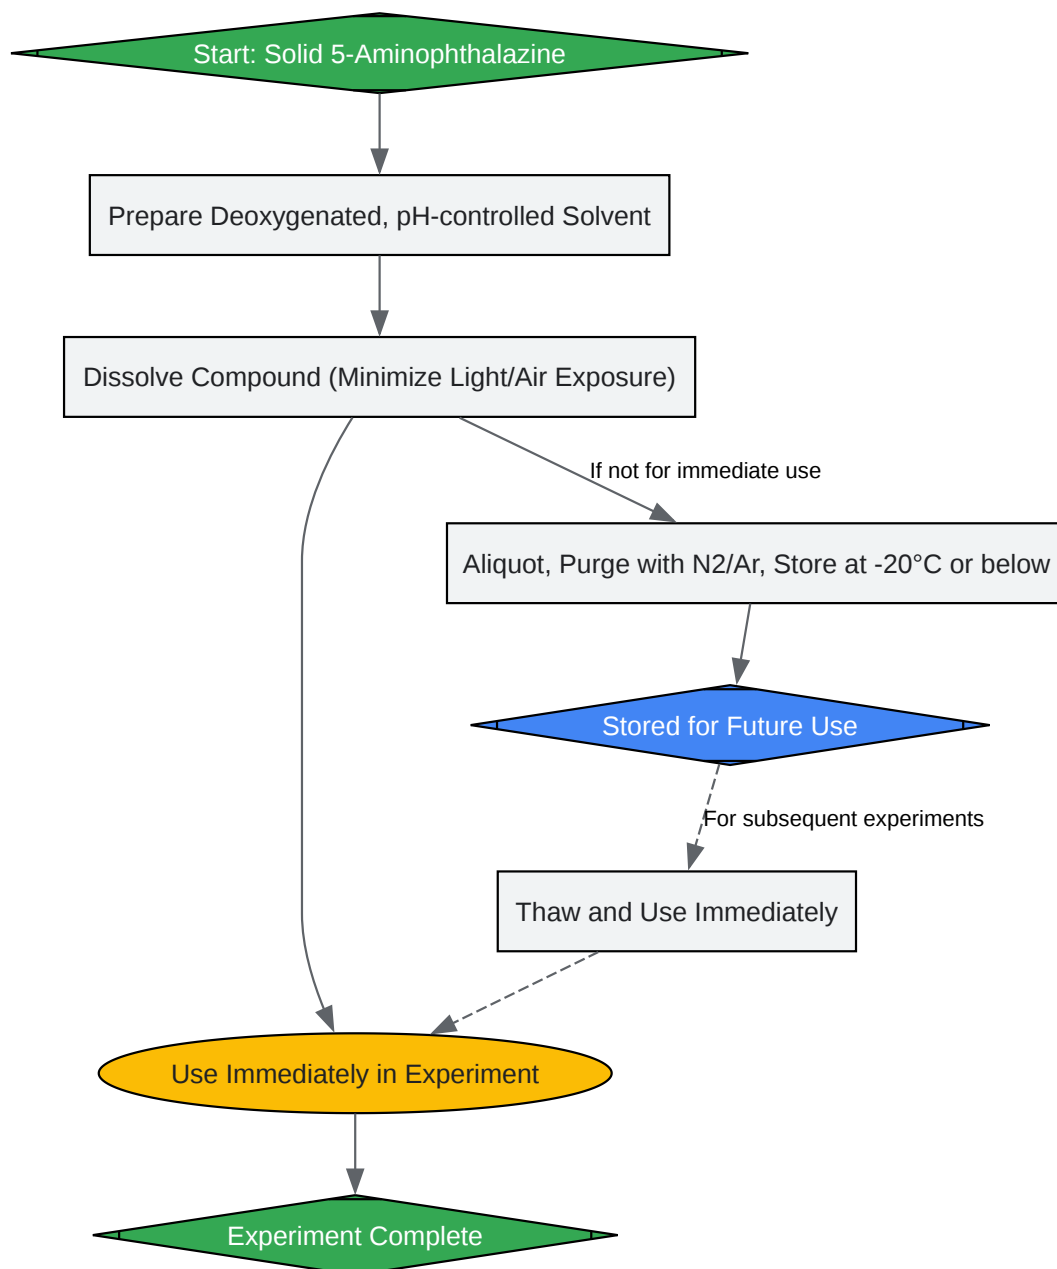 Start: Solid 5-Aminophthalazine
Prepare Deoxygenated, pH-controlled Solvent
Dissolve Compound (Minimize Light/Air Exposure)
If not for immediate use
Aliquot, Purge with N2/Ar, Store at -20°C or below
Stored for Future Use
For subsequent experiments
Thaw and Use Immediately
Use Immediately in Experiment
Experiment Complete